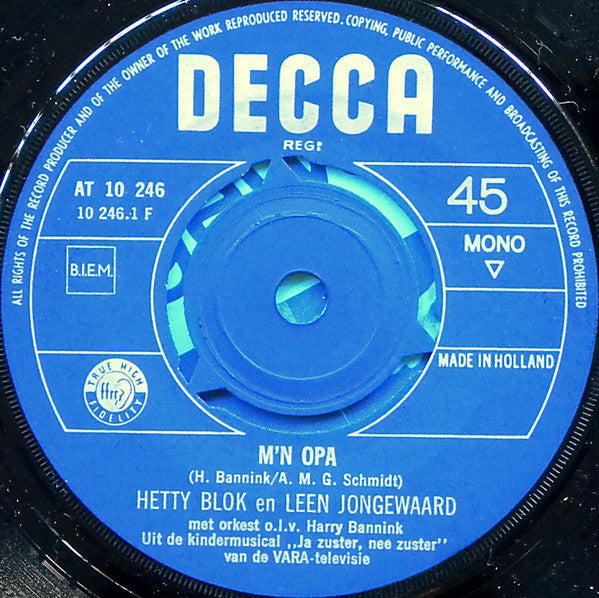 ALL RIGHTS OF THE RECORD PRODUCER AND OF THE OWNER OF THE WORK REPRODUCED RESERVED. COPYING, PUBLIC PERFORMANCE AND BROADCASTING OF THIS RECORD PROHIBITED
DECCA
REGD
AT 10 246
10 246.1 F
45
MONO
B.I.E.M.
TRUE HIGH
ffrr
FIDELITY
MADE IN HOLLAND
M'N OPA
(H. Bannink/A. M. G. Schmidt)
HETTY BLOK en LEEN JONGEWAARD
met orkest o.l.v. Harry Bannink
Uit de kindermusical ,,Ja zuster, nee zuster"
van de VARA-televisie